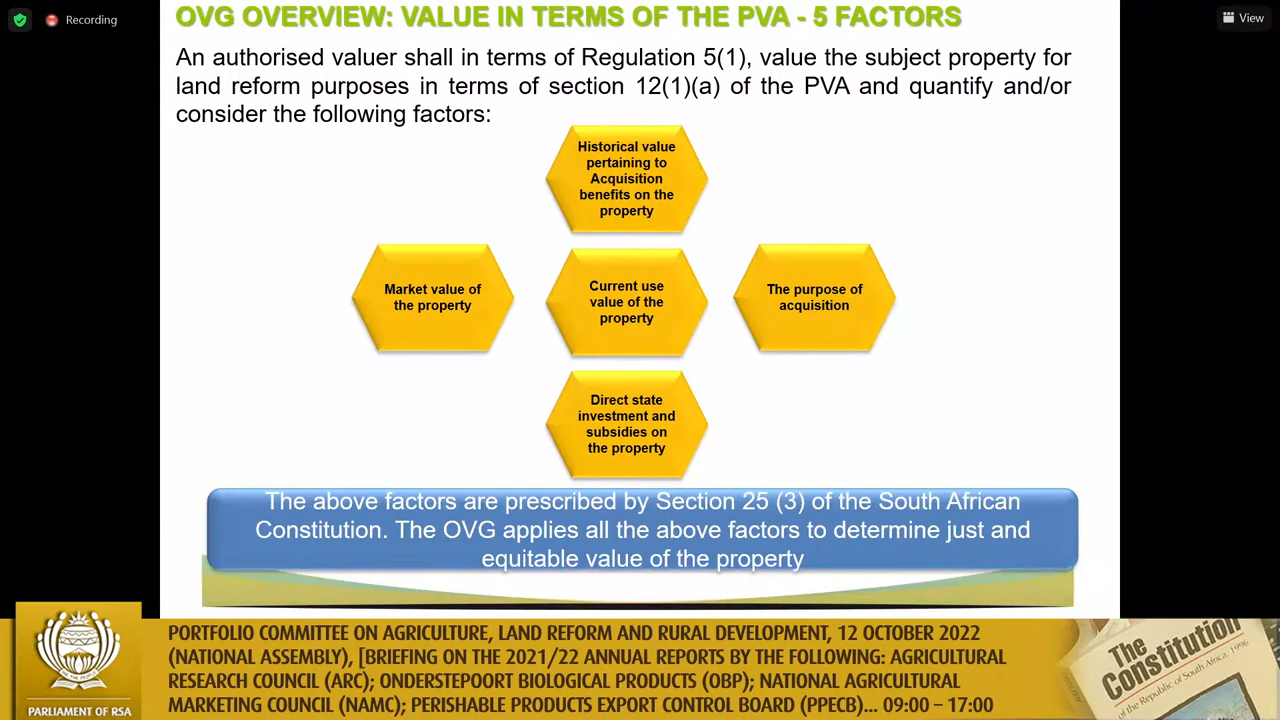 Recording
View
OVG OVERVIEW: VALUE IN TERMS OF THE PVA - 5 FACTORS
An authorised valuer shall in terms of Regulation 5(1), value the subject property for
land reform purposes in terms of section 12(1)(a) of the PVA and quantify and/or
consider the following factors:
Historical value
pertaining to
Acquisition
benefits on the
property
Market value of
the property
Current use
value of the
property
The purpose of
acquisition
Direct state
investment and
subsidies on
the property
The above factors are prescribed by Section 25 (3) of the South African
Constitution. The OVG applies all the above factors to determine just and
equitable value of the property
PARLIAMENT OF RSA
PORTFOLIO COMMITTEE ON AGRICULTURE, LAND REFORM AND RURAL DEVELOPMENT, 12 OCTOBER 2022
(NATIONAL ASSEMBLY), [BRIEFING ON THE 2021/22 ANNUAL REPORTS BY THE FOLLOWING: AGRICULTURAL
RESEARCH COUNCIL (ARC); ONDERSTEPOORT BIOLOGICAL PRODUCTS (OBP); NATIONAL AGRICULTURAL
MARKETING COUNCIL (NAMC); PERISHABLE PRODUCTS EXPORT CONTROL BOARD (PPECB)... 09:00 – 17:00
The
Constitution
of the Republic of South Africa, 1996